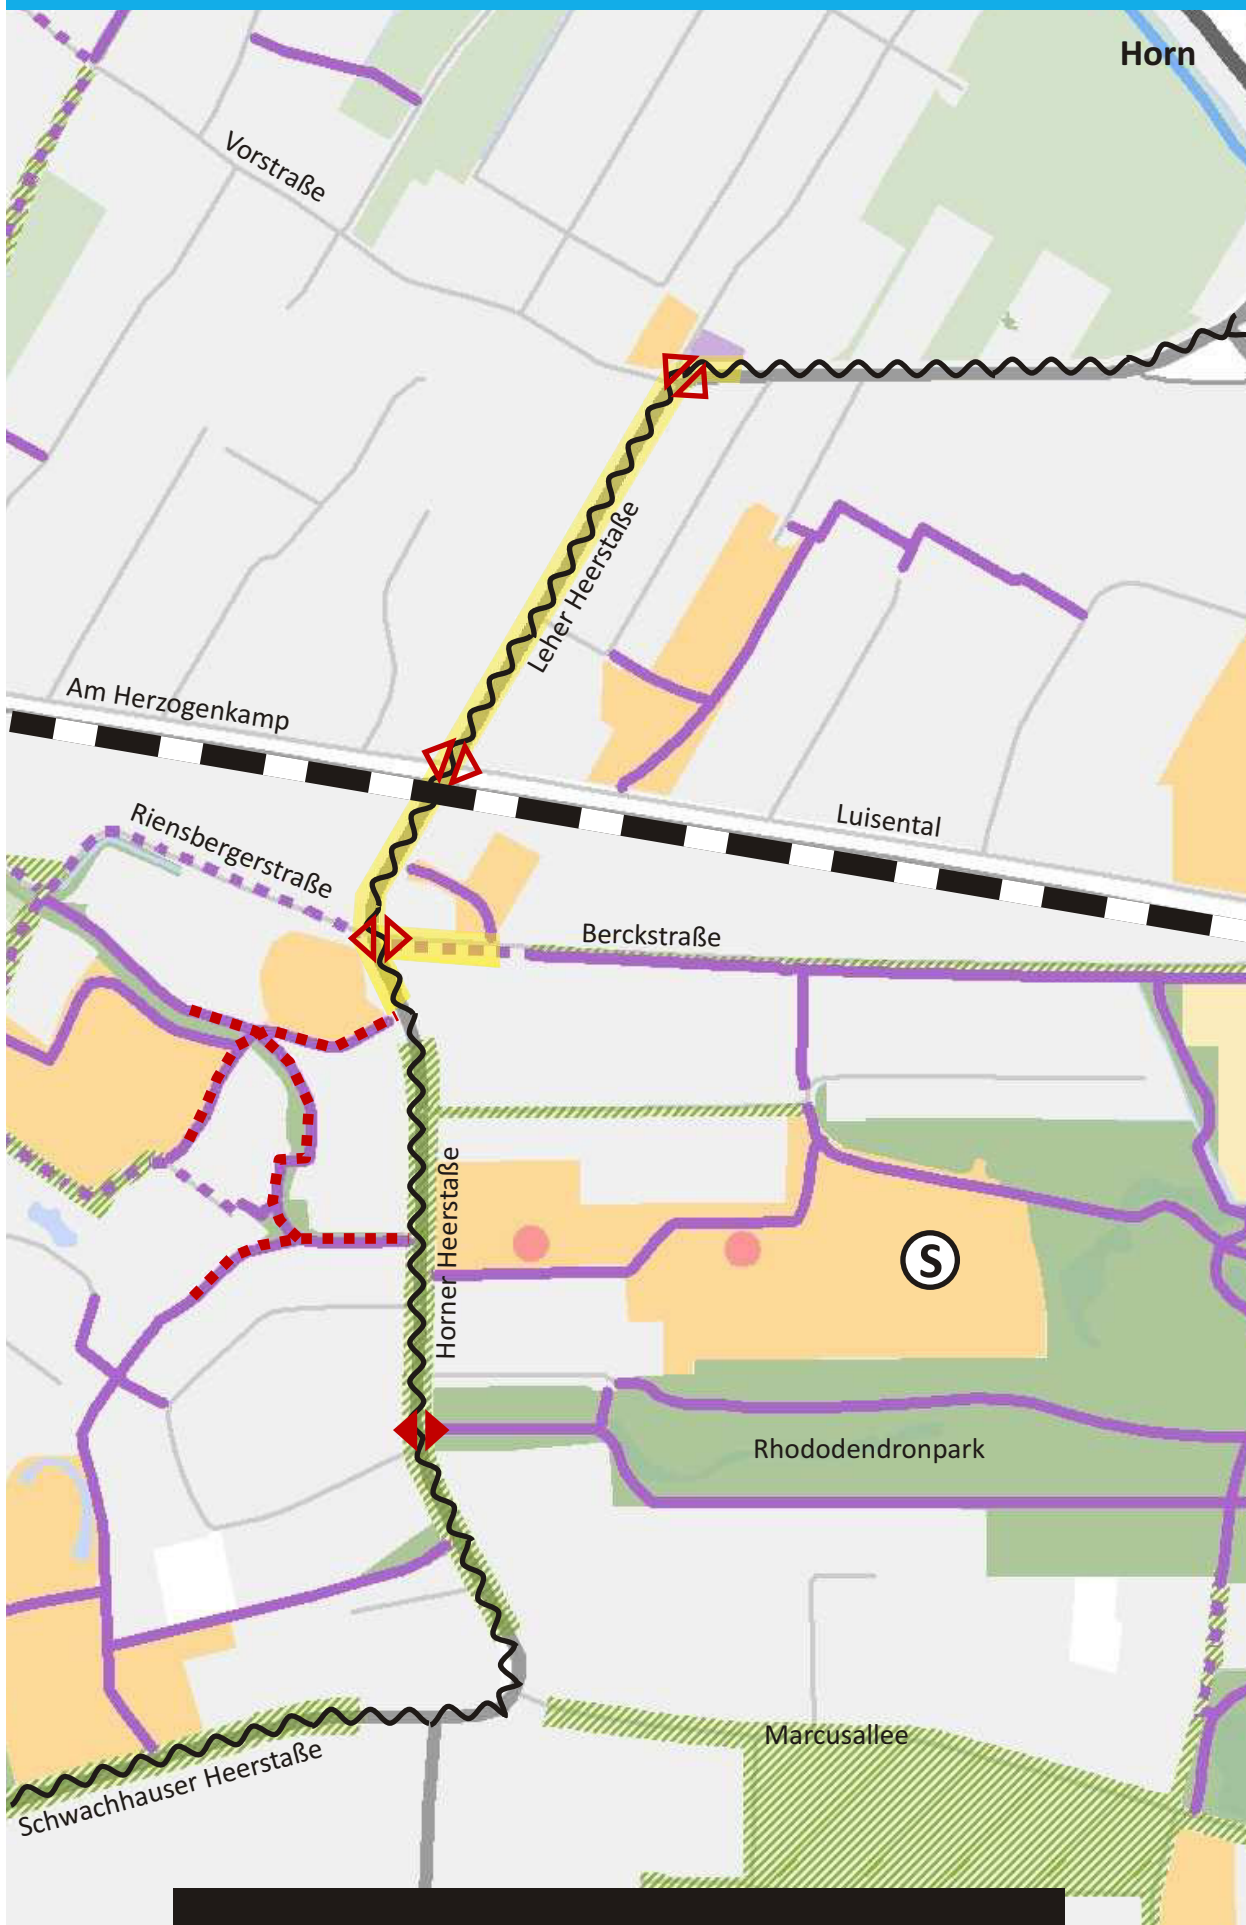 Horn
Vorstraße
Leher Heerstaße
Am Herzogenkamp
Luisental
Riensbergerstraße
Berckstraße
Horner Heerstaße
S
Rhododendronpark
Marcusallee
Schwachhauser Heerstaße